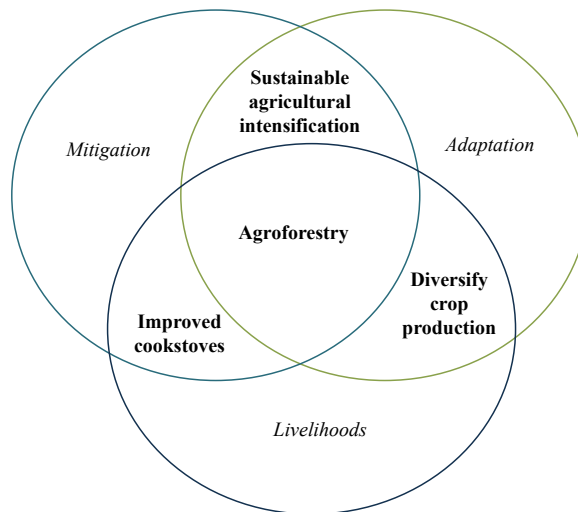 Sustainable
agricultural
intensification
Mitigation
Adaptation
Agroforestry
Diversify
crop
production
Improved
cookstoves
Livelihoods